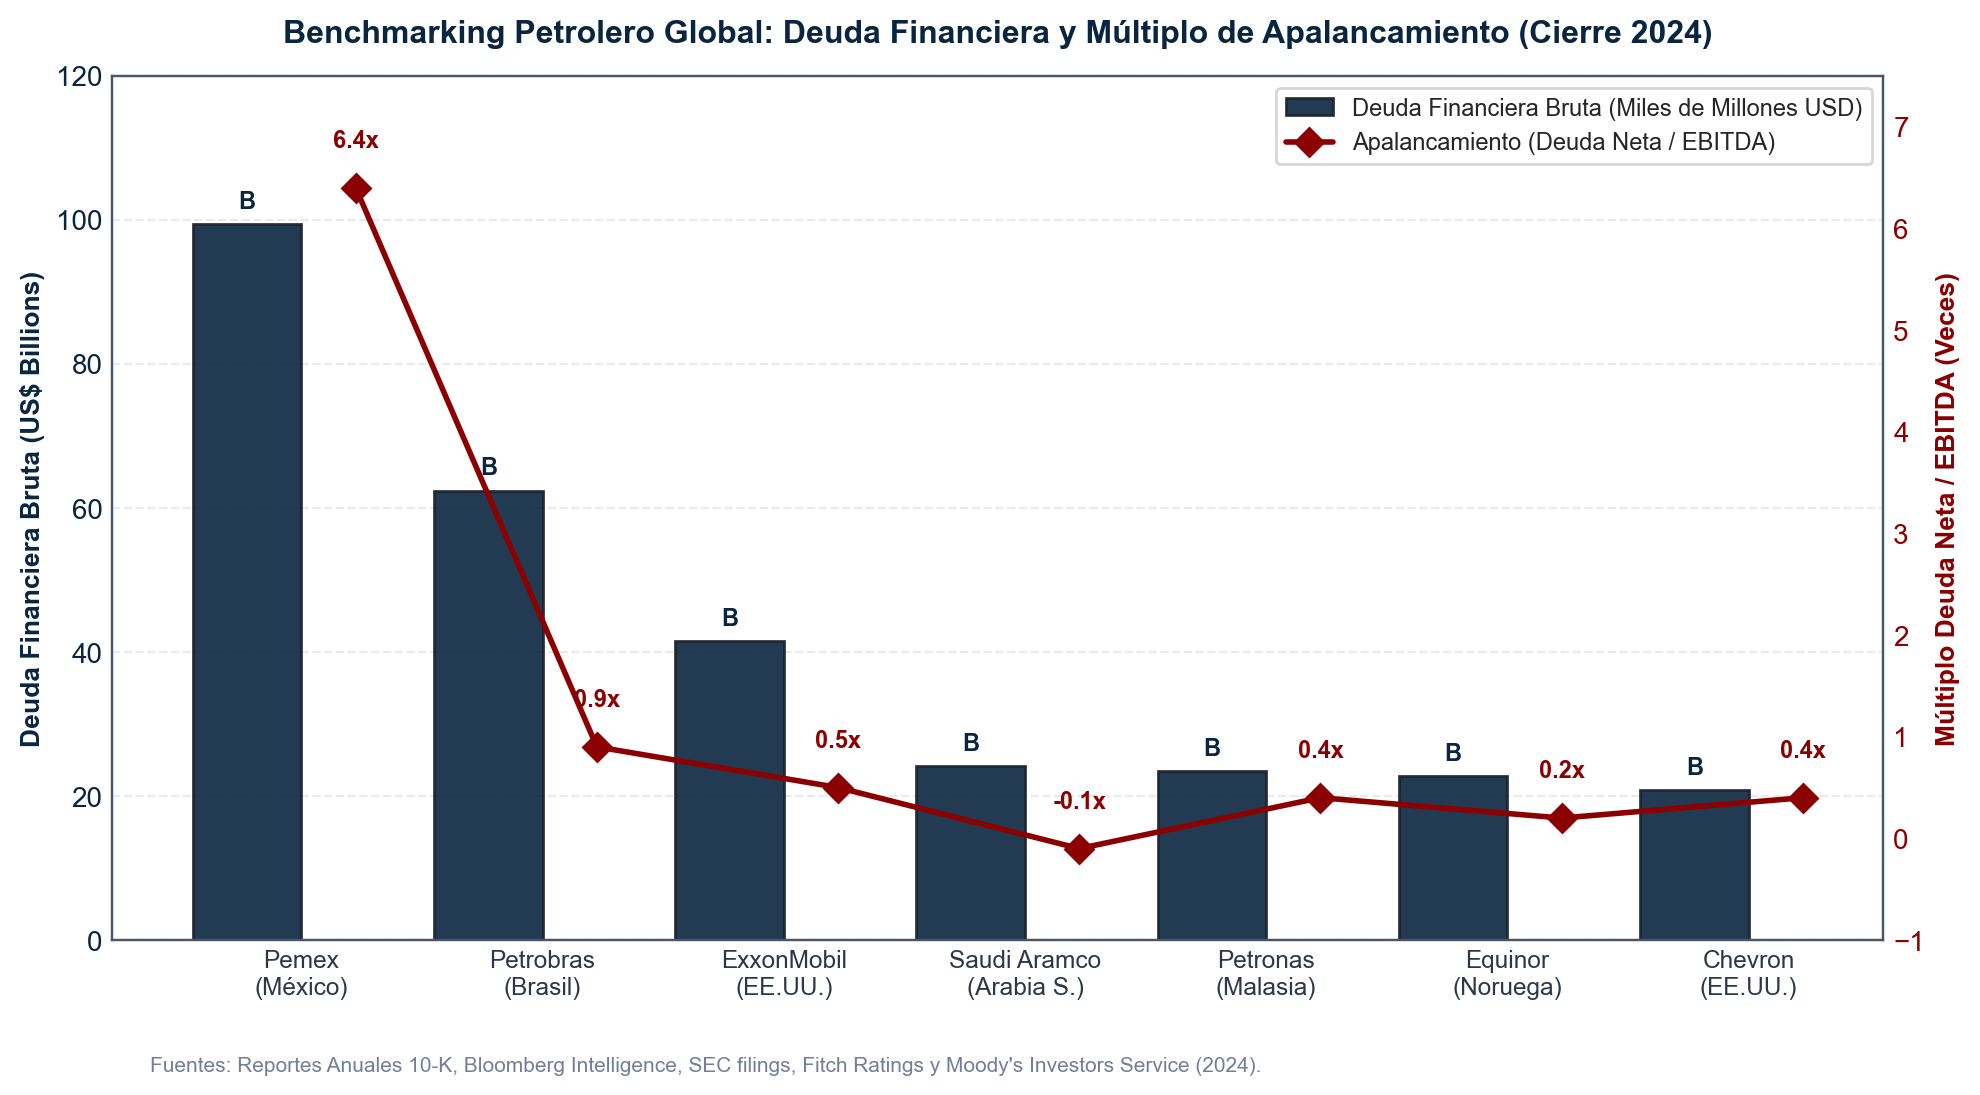 Benchmarking Petrolero Global: Deuda Financiera y Múltiplo de Apalancamiento (Cierre 2024)
Deuda Financiera Bruta (Miles de Millones USD)
Apalancamiento (Deuda Neta / EBITDA)
Deuda Financiera Bruta (US$ Billions)
120
100
80
60
40
20
0
Múltiplo Deuda Neta / EBITDA (Veces)
7
6
5
4
3
2
1
0
−1
B
6.4x
B
0.9x
B
0.5x
B
-0.1x
B
0.4x
B
0.2x
B
0.4x
Pemex
(México)
Petrobras
(Brasil)
ExxonMobil
(EE.UU.)
Saudi Aramco
(Arabia S.)
Petronas
(Malasia)
Equinor
(Noruega)
Chevron
(EE.UU.)
Fuentes: Reportes Anuales 10-K, Bloomberg Intelligence, SEC filings, Fitch Ratings y Moody's Investors Service (2024).